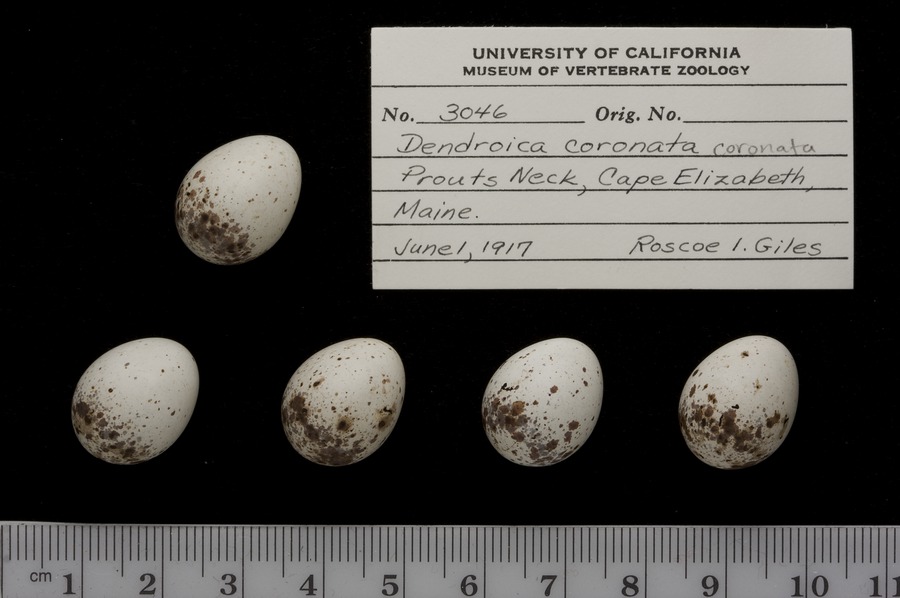 UNIVERSITY OF CALIFORNIA
MUSEUM OF VERTEBRATE ZOOLOGY
No. 3046 Orig. No.
Dendroica coronata coronata
Prouts Neck, Cape Elizabeth,
Maine.
June 1, 1917 Roscoe I. Giles
cm 1 2 3 4 5 6 7 8 9 10 11